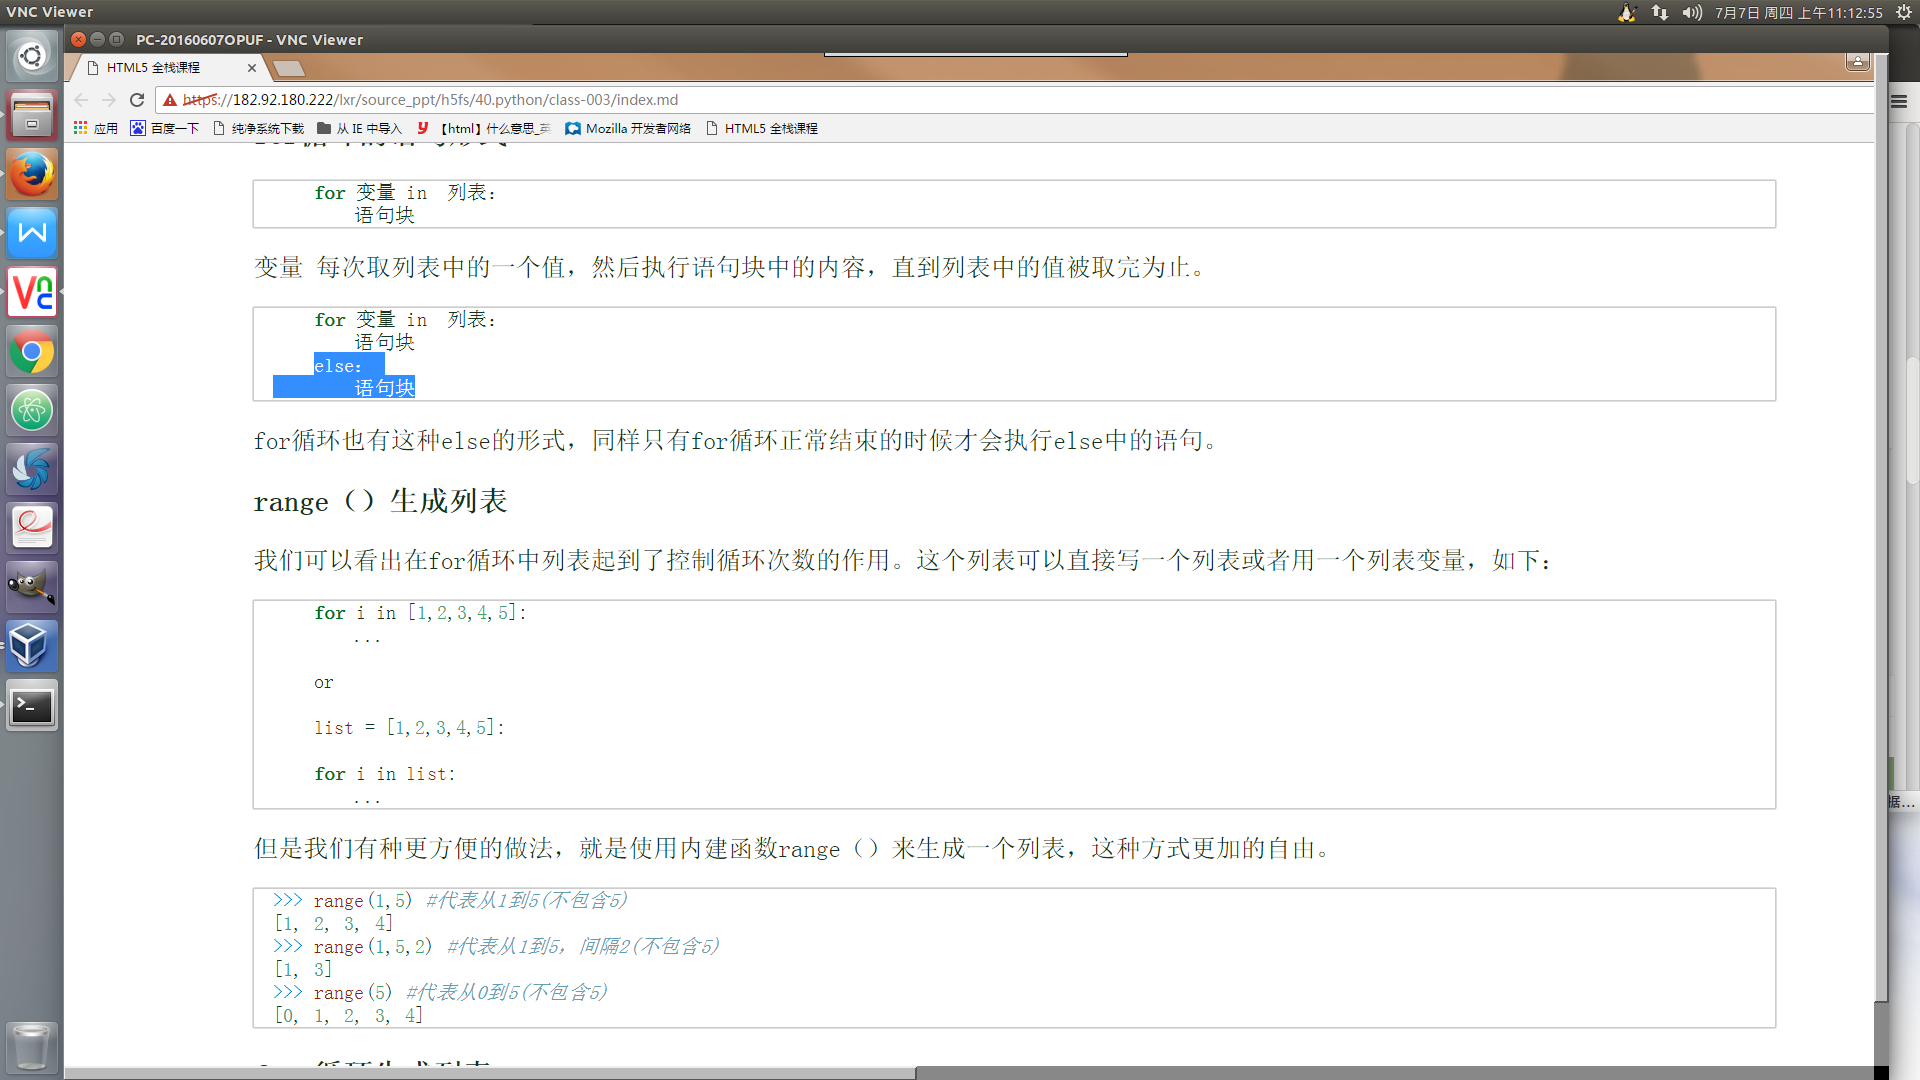 VNC Viewer
7月7日 周四 上午11:12:55
PC-20160607OPUF - VNC Viewer
HTML5 全栈课程
https://182.92.180.222/lxr/source_ppt/h5fs/40.python/class-003/index.md
应用 百度一下 纯净系统下载 从 IE 中导入 【html】什么意思_英 Mozilla 开发者网络 HTML5 全栈课程
for 变量 in 列表：
语句块
变量 每次取列表中的一个值，然后执行语句块中的内容，直到列表中的值被取完为止。
for 变量 in 列表：
语句块
else：
语句块
for循环也有这种else的形式，同样只有for循环正常结束的时候才会执行else中的语句。
range（）生成列表
我们可以看出在for循环中列表起到了控制循环次数的作用。这个列表可以直接写一个列表或者用一个列表变量，如下：
for i in [1,2,3,4,5]:
...
or
list = [1,2,3,4,5]:
for i in list:
...
但是我们有种更方便的做法，就是使用内建函数range（）来生成一个列表，这种方式更加的自由。
>>> range(1,5) #代表从1到5(不包含5)
[1, 2, 3, 4]
>>> range(1,5,2) #代表从1到5，间隔2(不包含5)
[1, 3]
>>> range(5) #代表从0到5(不包含5)
[0, 1, 2, 3, 4]
据...